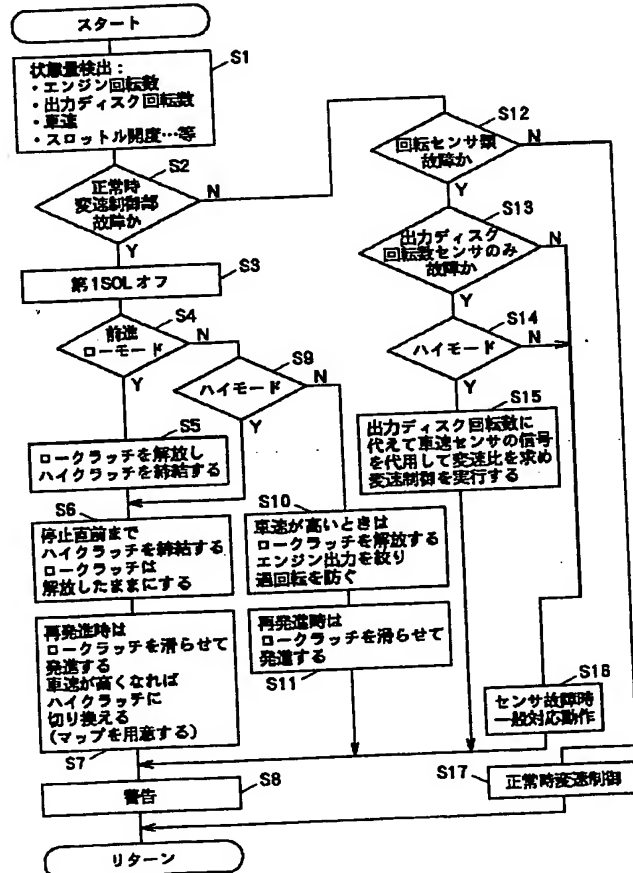 スタート
状態量検出：
・エンジン回転数
・出力ディスク回転数
・車速
・スロットル開度…等
S1
正常時
変速制御部
故障か
S2
N
Y
第1SOLオフ
S3
前進
ローモード
S4
N
Y
ハイモード
S9
N
Y
S5
ロークラッチを解放し
ハイクラッチを締結する
S6
停止直前まで
ハイクラッチを締結する
ロークラッチは
解放したままにする
再発進時は
ロークラッチを滑らせて
発進する
車速が高くなれば
ハイクラッチに
切り換える
（マップを用意する）
S7
警告
S8
リターン
S10
車速が高いときは
ロークラッチを解放する
エンジン出力を絞り
過回転を防ぐ
再発進時は
ロークラッチを滑らせて
発進する
S11
回転センサ類
故障か
S12
N
Y
出力ディスク
回転数センサのみ
故障か
S13
N
Y
ハイモード
S14
N
Y
S15
出力ディスク回転数に
代えて車速センサの信号
を代用して変速比を求め
変速制御を実行する
S16
センサ故障時
一般対応動作
S17
正常時変速制御